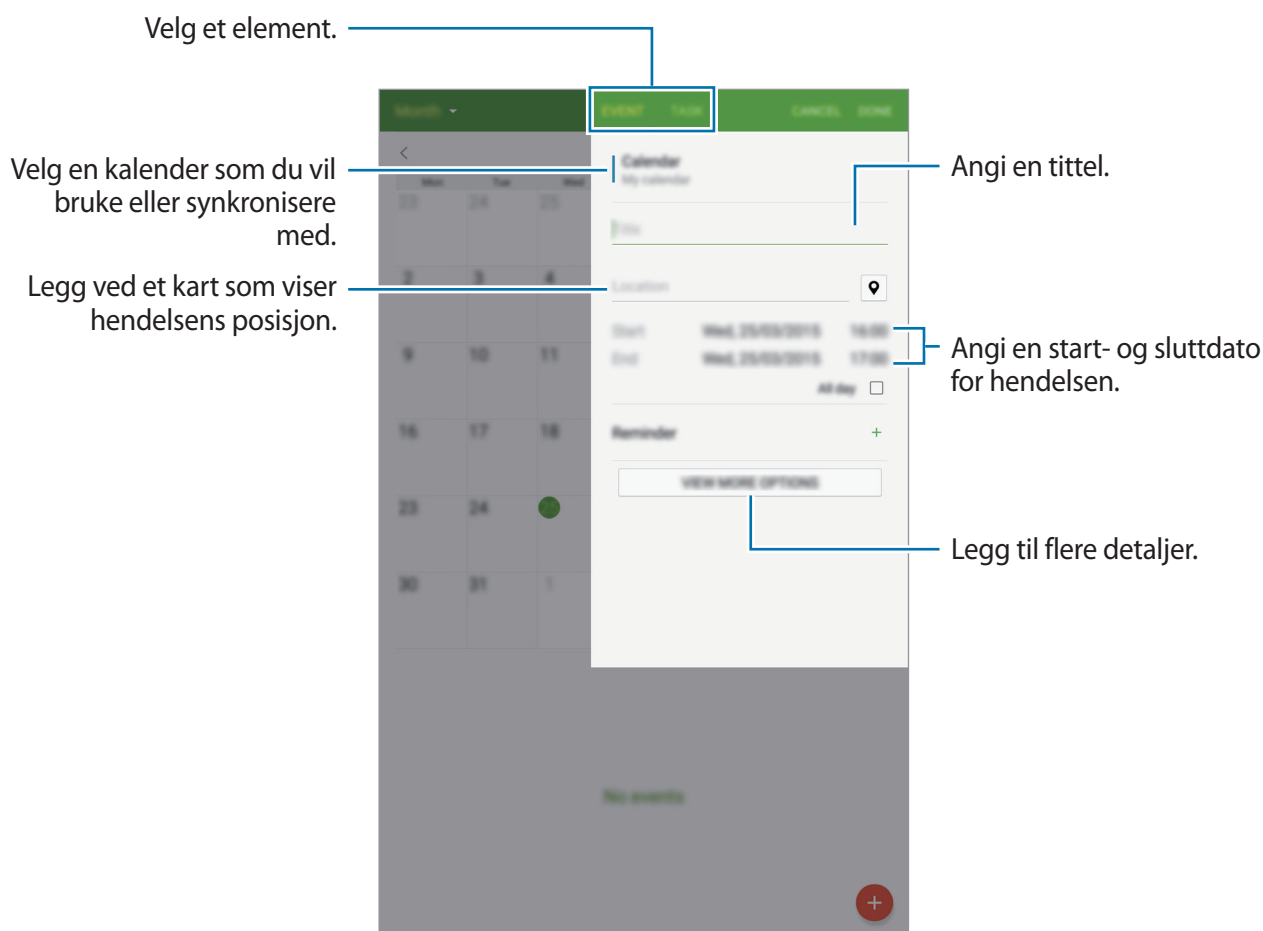 Velg et element.
Month
EVENT TASK CANCEL DONE
Velg en kalender som du vil
bruke eller synkronisere
med.
Calendar
My calendar
Angi en tittel.
Mon Tue Wed
23 24 25
Title
Legg ved et kart som viser
hendelsens posisjon.
2 3 4
Location
Start Wed, 25/03/2015 16:00
End Wed, 25/03/2015 17:00
Angi en start- og sluttdato
for hendelsen.
9 10 11
All day
16 17 18
Reminder
VIEW MORE OPTIONS
23 24 25
Legg til flere detaljer.
30 31 1
No events